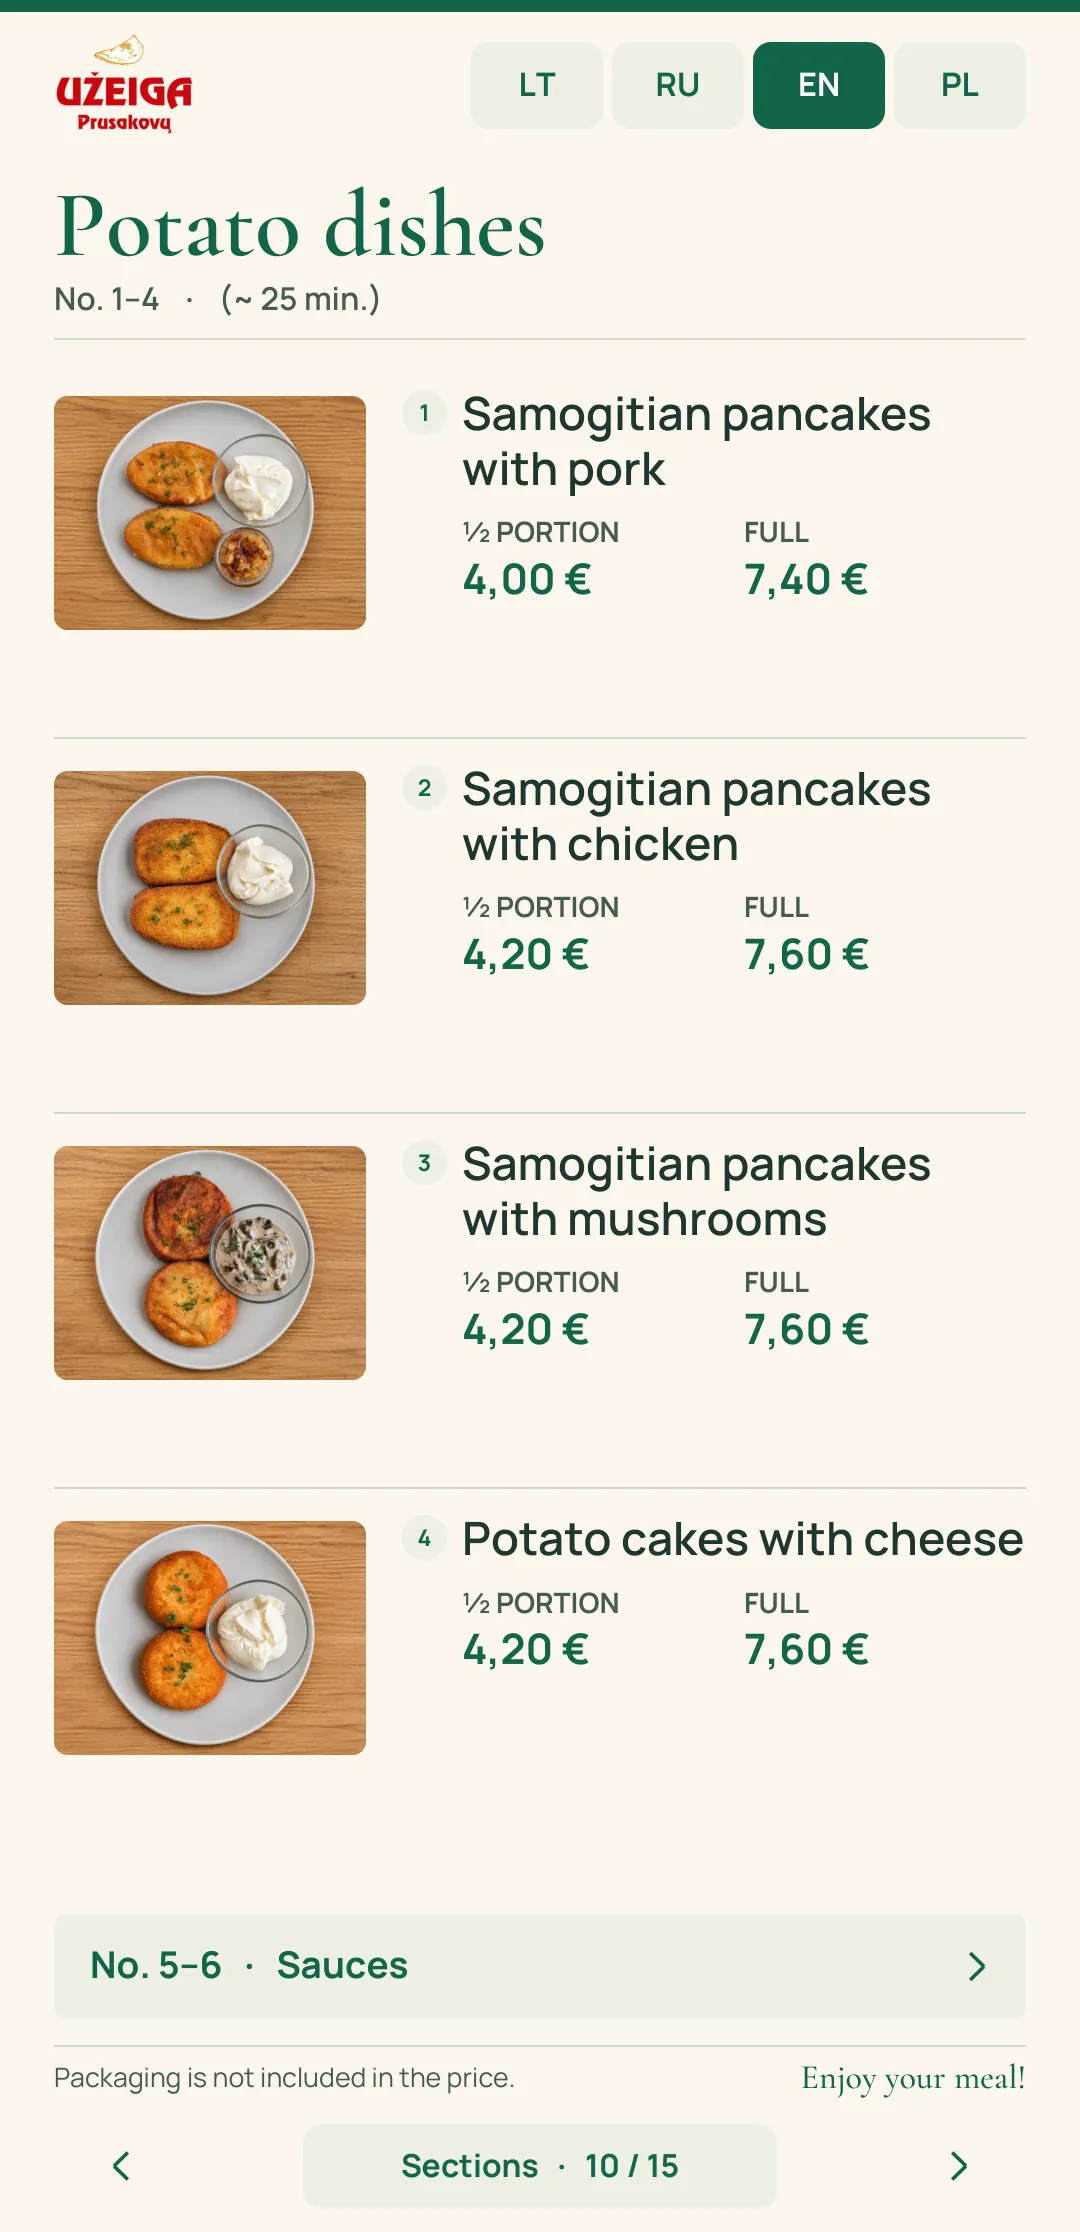 UŽEIGA
Prusakovų
LT RU EN PL
Potato dishes
No. 1–4 · (~ 25 min.)
1 Samogitian pancakes
with pork
½ PORTION FULL
4,00 € 7,40 €
2 Samogitian pancakes
with chicken
½ PORTION FULL
4,20 € 7,60 €
3 Samogitian pancakes
with mushrooms
½ PORTION FULL
4,20 € 7,60 €
4 Potato cakes with cheese
½ PORTION FULL
4,20 € 7,60 €
No. 5–6 · Sauces
Packaging is not included in the price. Enjoy your meal!
Sections · 10 / 15